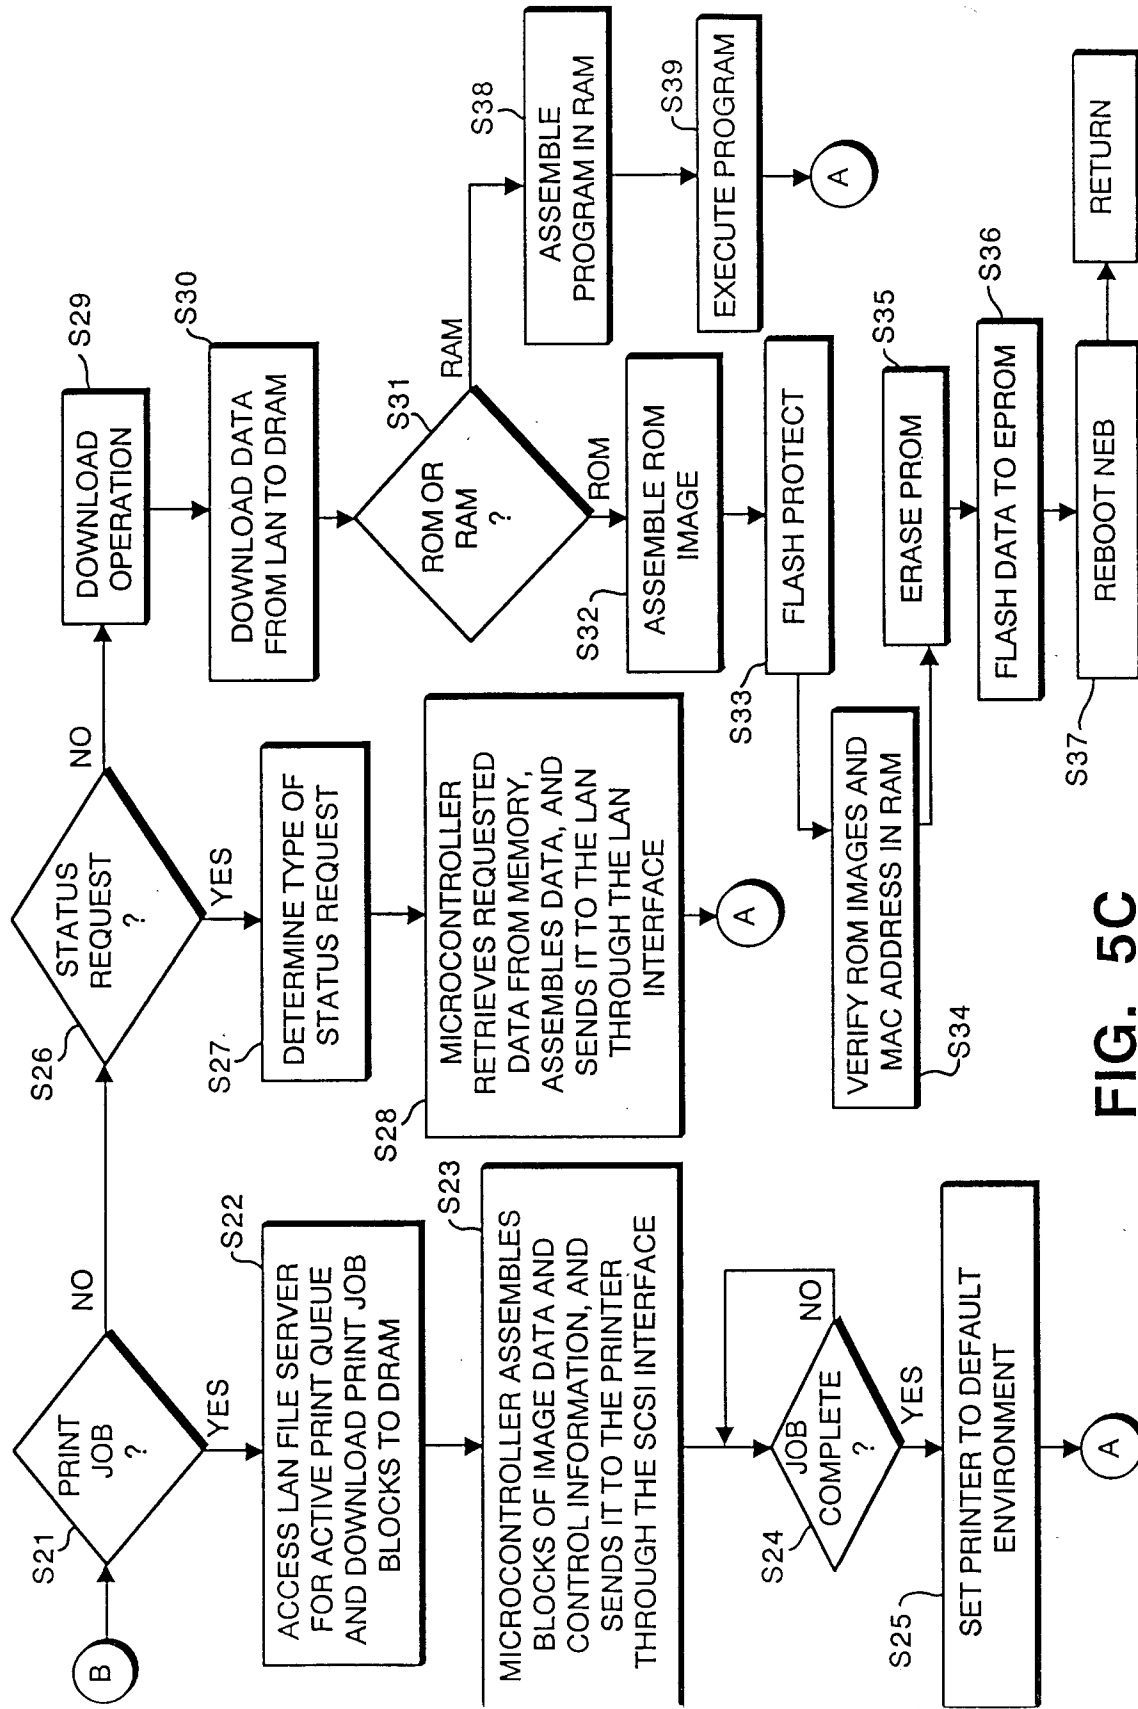 B
S21
PRINT
JOB
?
NO
YES
S22
ACCESS LAN FILE SERVER
FOR ACTIVE PRINT QUEUE
AND DOWNLOAD PRINT JOB
BLOCKS TO DRAM
S23
MICROCONTROLLER ASSEMBLES
BLOCKS OF IMAGE DATA AND
CONTROL INFORMATION, AND
SENDS IT TO THE PRINTER
THROUGH THE SCSI INTERFACE
S24
JOB
COMPLETE
?
NO
YES
S25
SET PRINTER TO DEFAULT
ENVIRONMENT
A
S26
STATUS
REQUEST
?
NO
YES
S27
DETERMINE TYPE OF
STATUS REQUEST
S28
MICROCONTROLLER
RETRIEVES REQUESTED
DATA FROM MEMORY,
ASSEMBLES DATA, AND
SENDS IT TO THE LAN
THROUGH THE LAN
INTERFACE
A
S29
DOWNLOAD
OPERATION
S30
DOWNLOAD DATA
FROM LAN TO DRAM
S31
ROM OR
RAM
?
RAM
ROM
S32
ASSEMBLE ROM
IMAGE
S33
FLASH PROTECT
VERIFY ROM IMAGES AND
MAC ADDRESS IN RAM
S34
S35
ERASE PROM
S36
FLASH DATA TO EPROM
S37
REBOOT NEB
RETURN
S38
ASSEMBLE
PROGRAM IN RAM
S39
EXECUTE PROGRAM
A
FIG. 5C